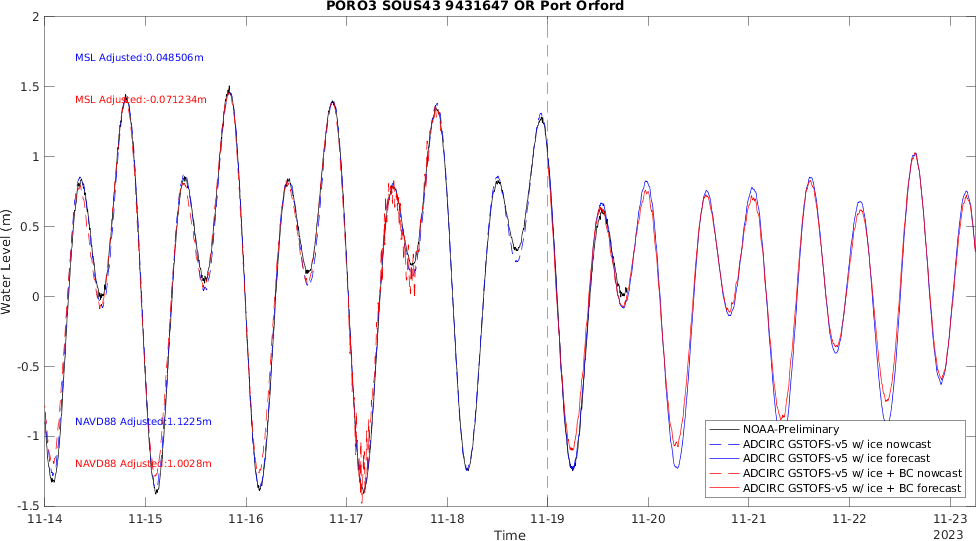 PORO3 SOUS43 9431647 OR Port Orford
MSL Adjusted:0.048506m
MSL Adjusted:-0.071234m
NAVD88 Adjusted:1.1225m
NAVD88 Adjusted:1.0028m
Water Level (m)
2
1.5
1
0.5
0
-0.5
-1
-1.5
NOAA-Preliminary
ADCIRC GSTOFS-v5 w/ ice nowcast
ADCIRC GSTOFS-v5 w/ ice forecast
ADCIRC GSTOFS-v5 w/ ice + BC nowcast
ADCIRC GSTOFS-v5 w/ ice + BC forecast
11-14 11-15 11-16 11-17 11-18 11-19 11-20 11-21 11-22 11-23
2023
Time